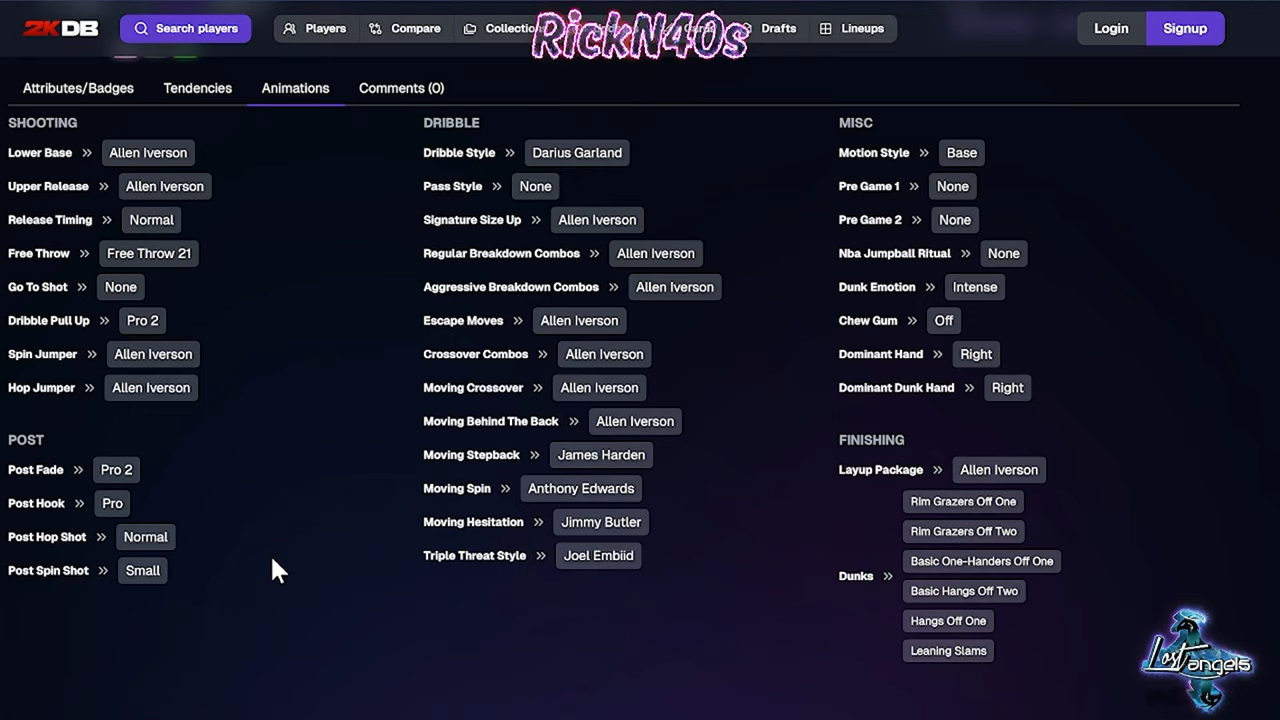 2KDB
Search players
Players
Compare
Collectio
RickN40s
Drafts
Lineups
Login
Signup
Attributes/Badges
Tendencies
Animations
Comments (0)
SHOOTING
Lower Base » Allen Iverson
Upper Release » Allen Iverson
Release Timing » Normal
Free Throw » Free Throw 21
Go To Shot » None
Dribble Pull Up » Pro 2
Spin Jumper » Allen Iverson
Hop Jumper » Allen Iverson
POST
Post Fade » Pro 2
Post Hook » Pro
Post Hop Shot » Normal
Post Spin Shot » Small
DRIBBLE
Dribble Style » Darius Garland
Pass Style » None
Signature Size Up » Allen Iverson
Regular Breakdown Combos » Allen Iverson
Aggressive Breakdown Combos » Allen Iverson
Escape Moves » Allen Iverson
Crossover Combos » Allen Iverson
Moving Crossover » Allen Iverson
Moving Behind The Back » Allen Iverson
Moving Stepback » James Harden
Moving Spin » Anthony Edwards
Moving Hesitation » Jimmy Butler
Triple Threat Style » Joel Embiid
MISC
Motion Style » Base
Pre Game 1 » None
Pre Game 2 » None
Nba Jumpball Ritual » None
Dunk Emotion » Intense
Chew Gum » Off
Dominant Hand » Right
Dominant Dunk Hand » Right
FINISHING
Layup Package » Allen Iverson
Dunks »
Rim Grazers Off One
Rim Grazers Off Two
Basic One-Handers Off One
Basic Hangs Off Two
Hangs Off One
Leaning Slams
Lost angels